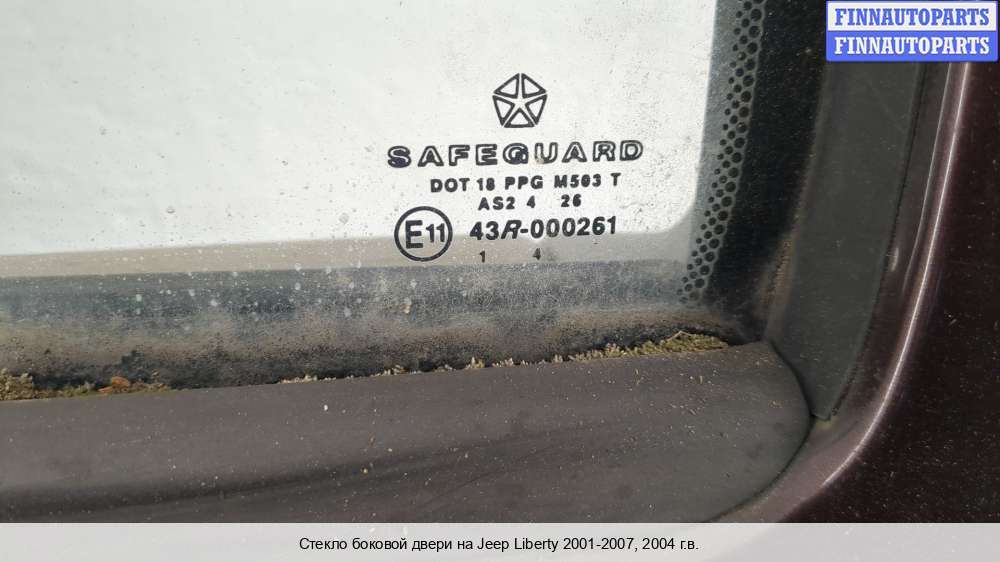 FINNAUTOPARTS
FINNAUTOPARTS
SAFEGUARD
DOT 18 PPG M503 T
AS2 4 26
E11 43R-000261
1 4
Стекло боковой двери на Jeep Liberty 2001-2007, 2004 г.в.